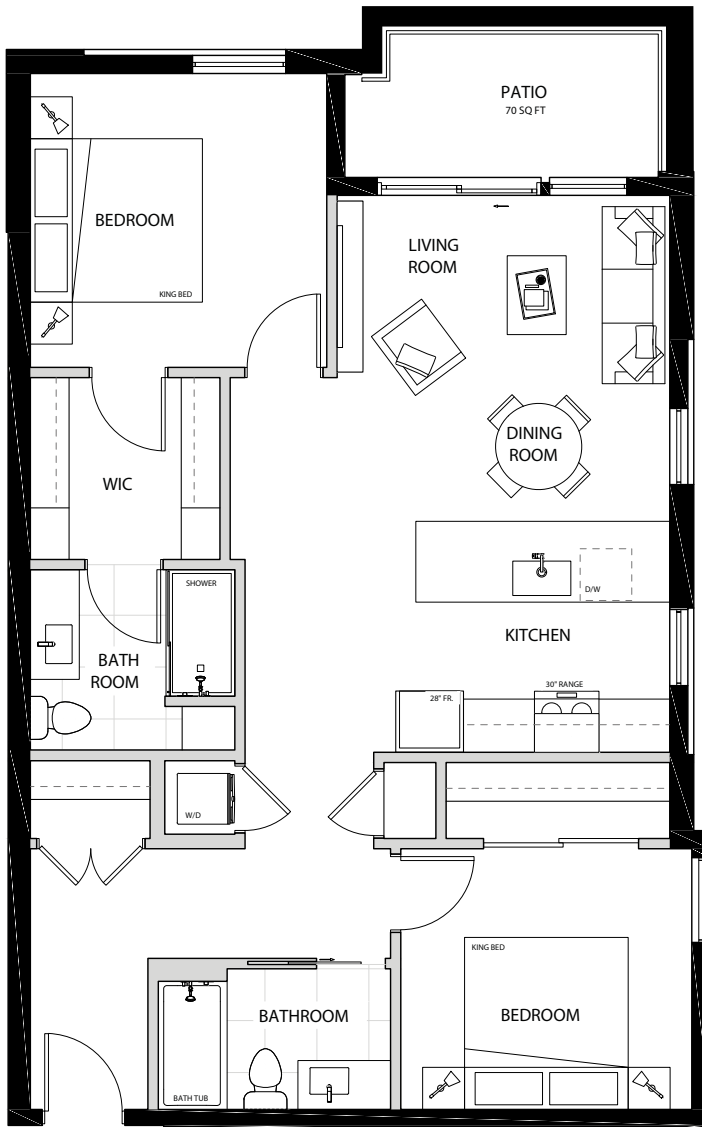 PATIO
70 SQ FT
BEDROOM
KING BED
LIVING
ROOM
DINING
ROOM
WIC
D/W
SHOWER
KITCHEN
BATH
ROOM
30" RANGE
28" FR.
W/D
KING BED
BEDROOM
BATHROOM
BATH TUB